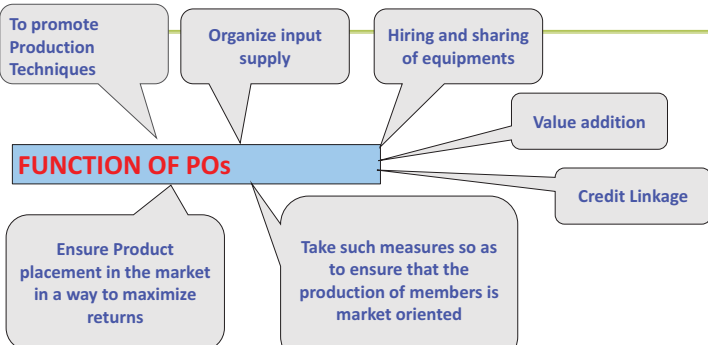 To promote
Production
Techniques
Organize input
supply
Hiring and sharing
of equipments
Value addition
FUNCTION OF POs
Credit Linkage
Ensure Product
placement in the market
in a way to maximize
returns
Take such measures so as
to ensure that the
production of members is
market oriented